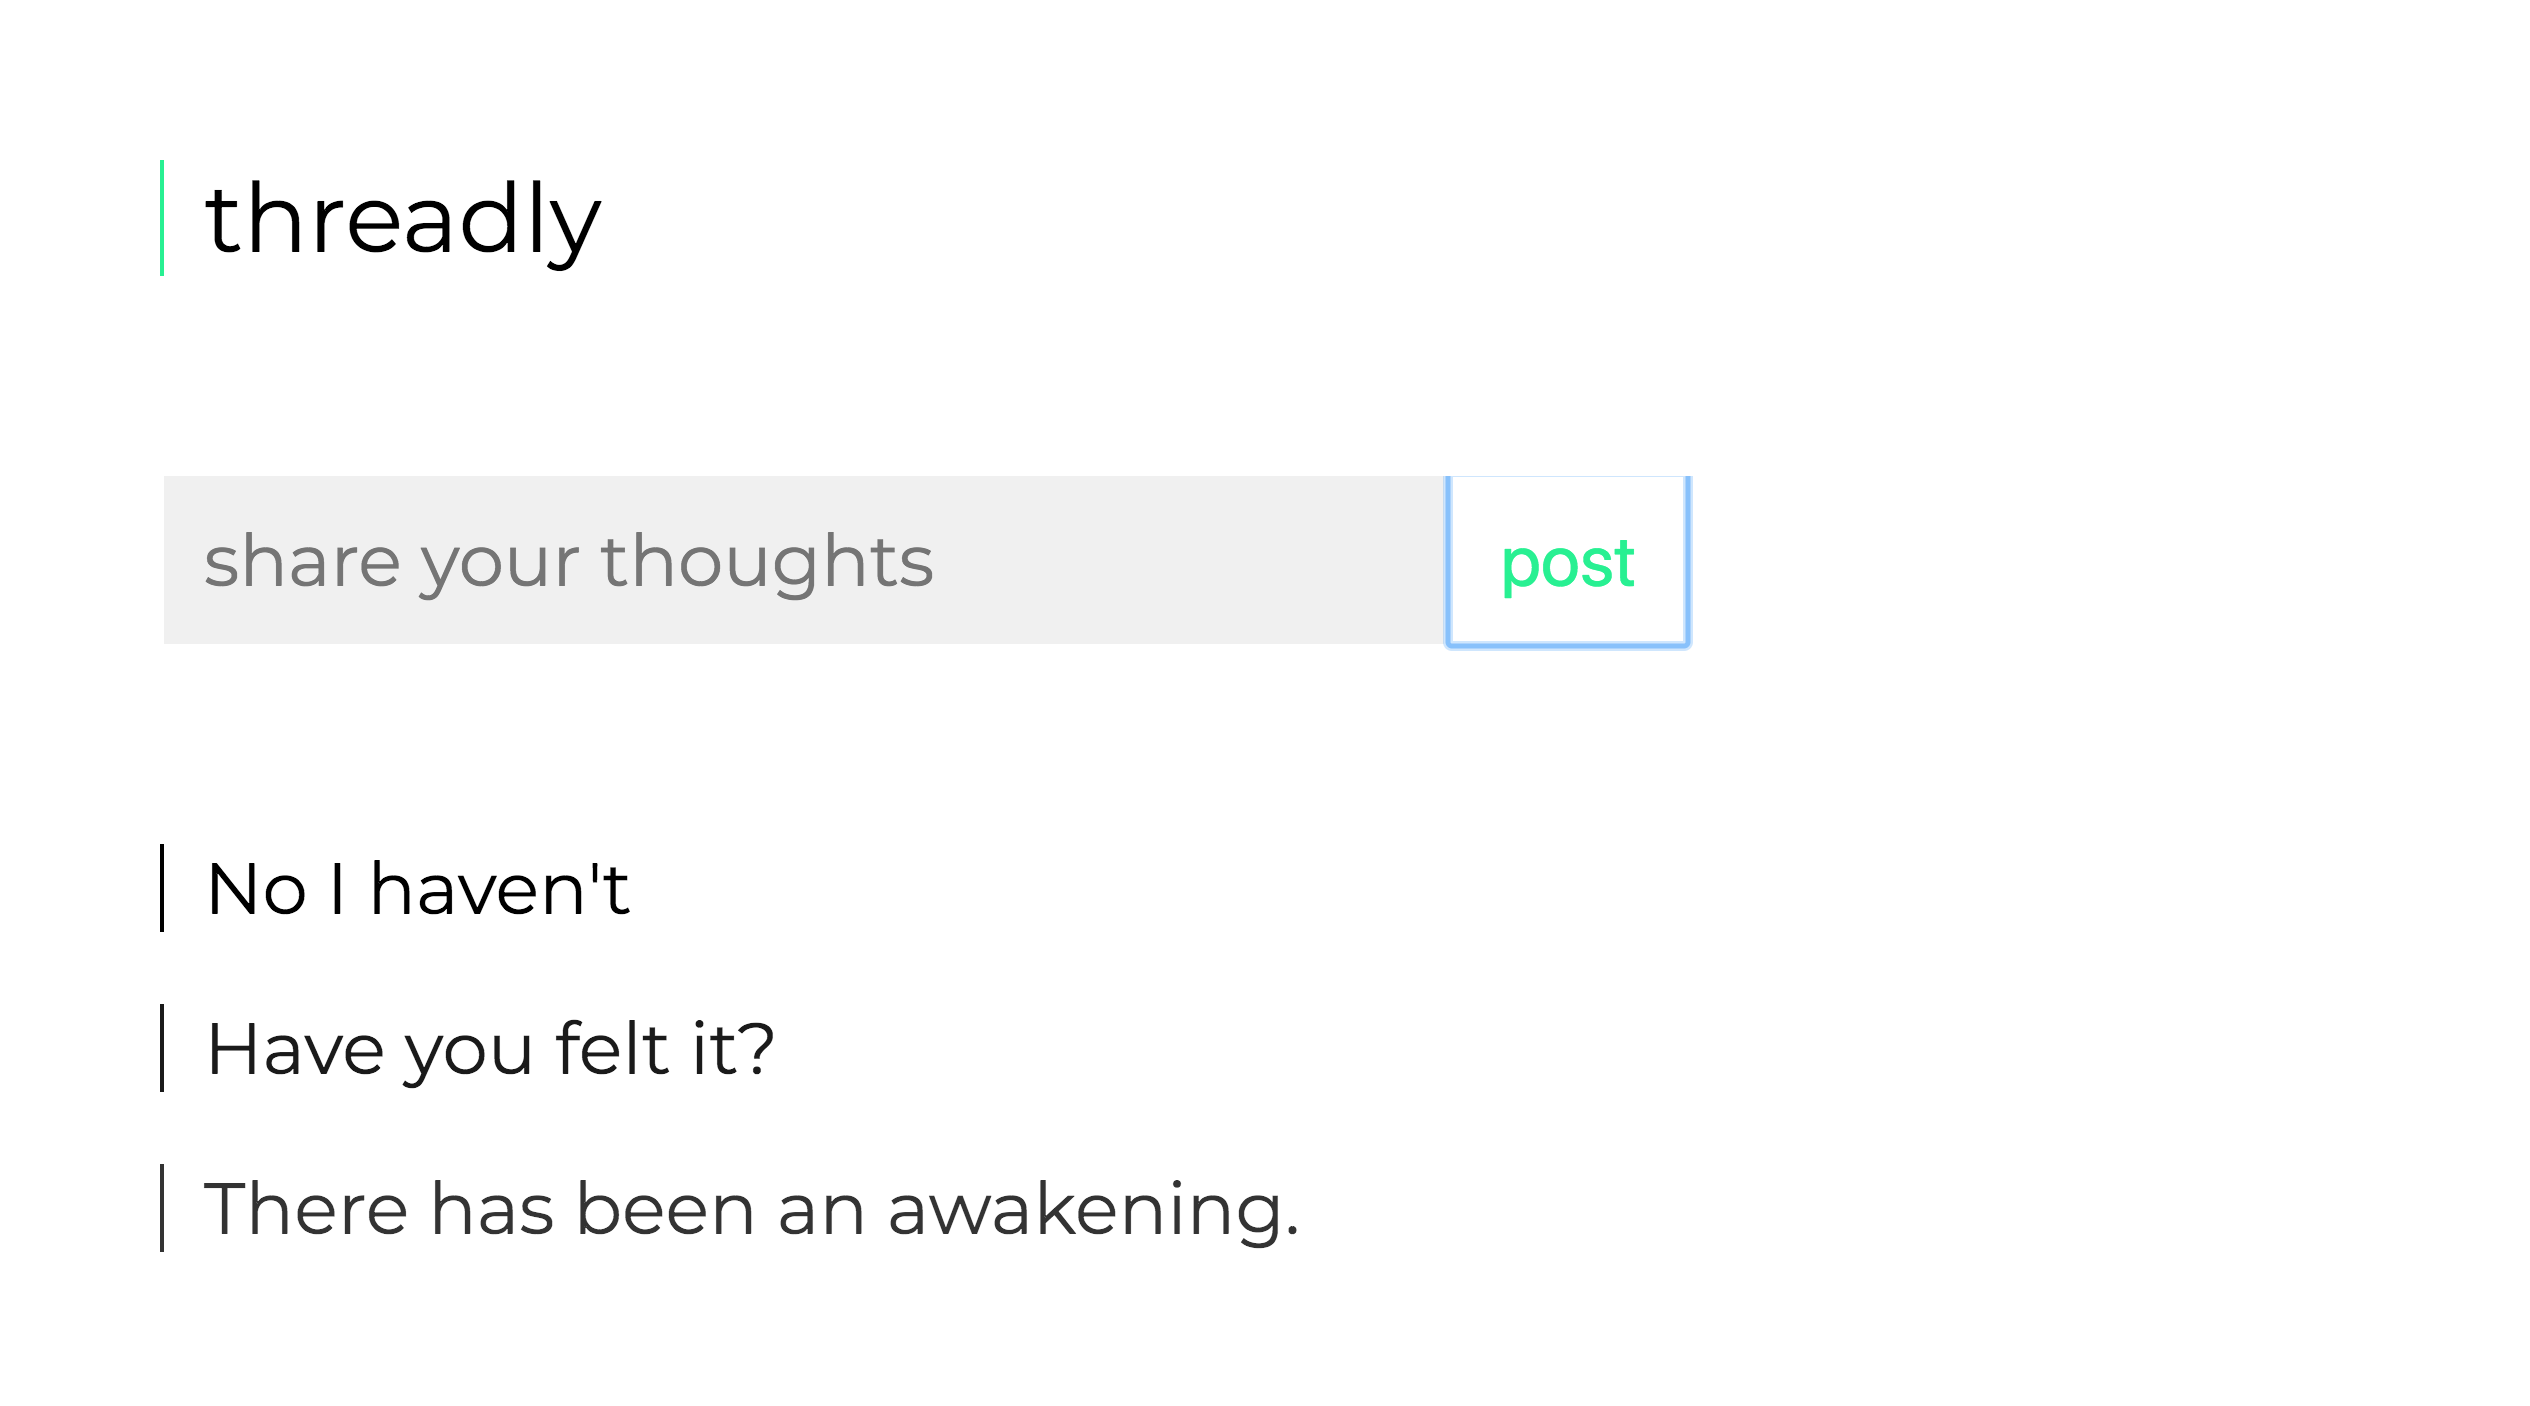 threadly
share your thoughts
post
No I haven't
Have you felt it?
There has been an awakening.